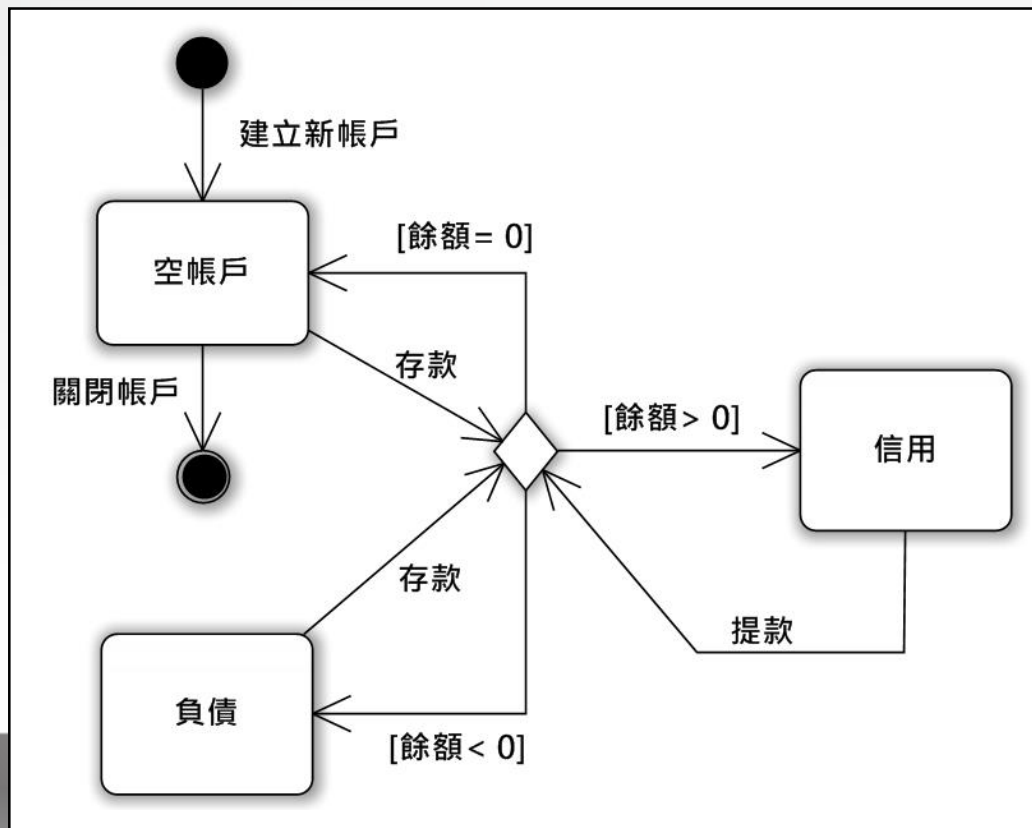 建立新帳戶
[餘額= 0]
空帳戶
存款
關閉帳戶
[餘額> 0]
信用
存款
提款
負債
[餘額< 0]